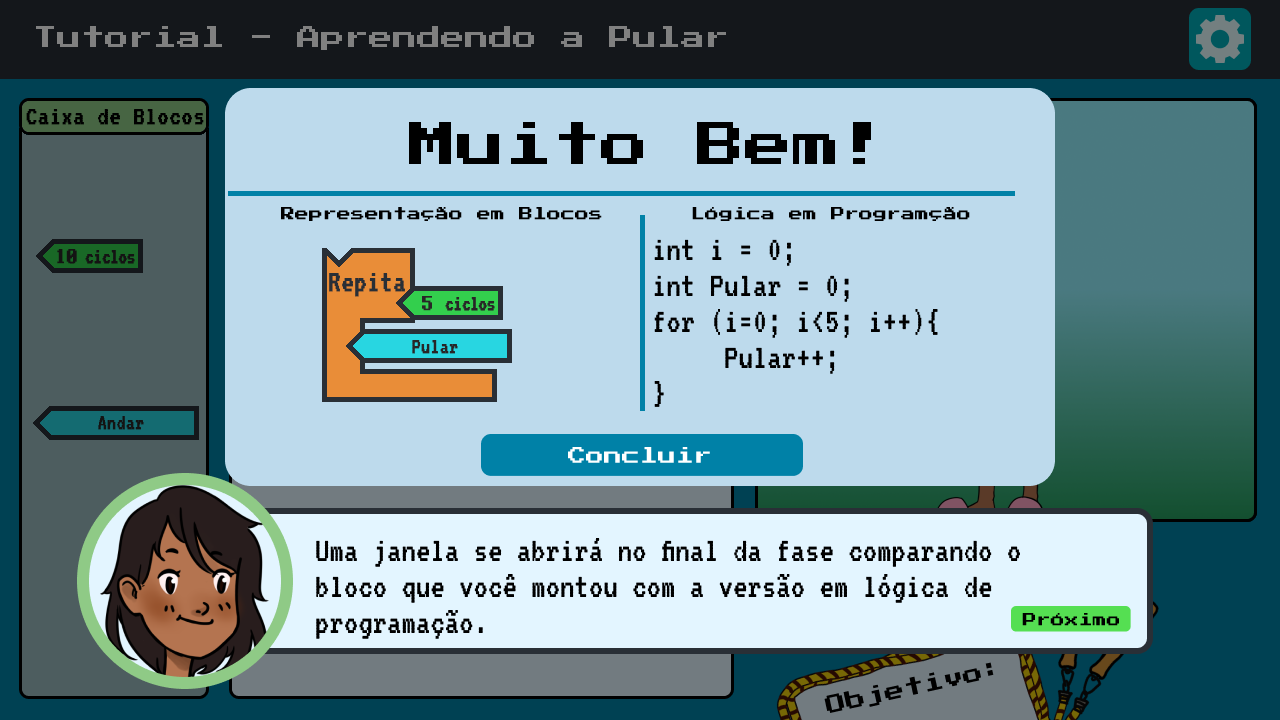 Tutorial - Aprendendo a Pular
Caixa de Blocos
10 ciclos
Andar
Muito Bem!
Representação em Blocos
Repita
5 ciclos
Pular
Lógica em Programção
int i = 0;
int Pular = 0;
for (i=0; i<5; i++){
Pular++;
}
Concluir
Uma janela se abrirá no final da fase comparando o
bloco que você montou com a versão em lógica de
programação.
Próximo
Objetivo: